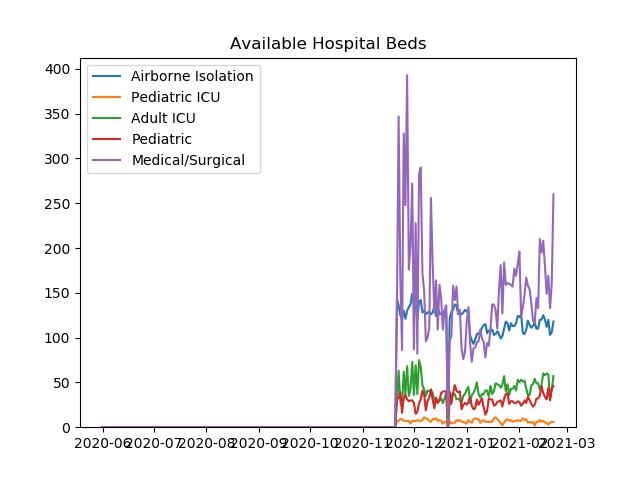 Available Hospital Beds
Airborne Isolation
Pediatric ICU
Adult ICU
Pediatric
Medical/Surgical
400
350
300
250
200
150
100
50
0
2020-06 2020-07 2020-08 2020-09 2020-10 2020-11 2020-12 2021-01 2021-02 2021-03